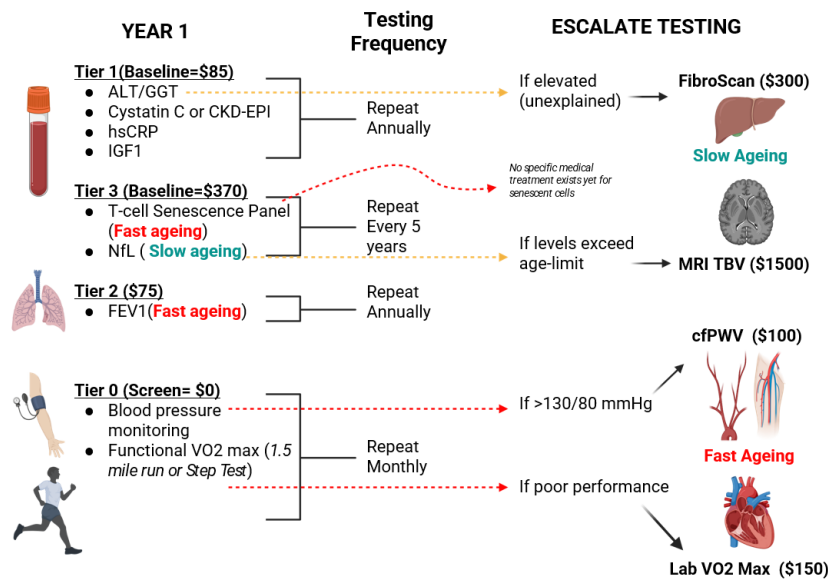 YEAR 1
Testing
Frequency
ESCALATE TESTING
Tier 1(Baseline=$85)
ALT/GGT
Cystatin C or CKD-EPI
hsCRP
IGF1
Repeat
Annually
If elevated
(unexplained)
FibroScan ($300)
Slow Ageing
Tier 3 (Baseline=$370)
T-cell Senescence Panel
(Fast ageing)
NfL ( Slow ageing)
Repeat
Every 5
years
No specific medical
treatment exists yet for
senescent cells
If levels exceed
age-limit
MRI TBV ($1500)
Tier 2 ($75)
FEV1(Fast ageing)
Repeat
Annually
cfPWV ($100)
Tier 0 (Screen= $0)
Blood pressure
monitoring
Functional VO2 max (1.5
mile run or Step Test)
Repeat
Monthly
If >130/80 mmHg
Fast Ageing
If poor performance
Lab VO2 Max ($150)